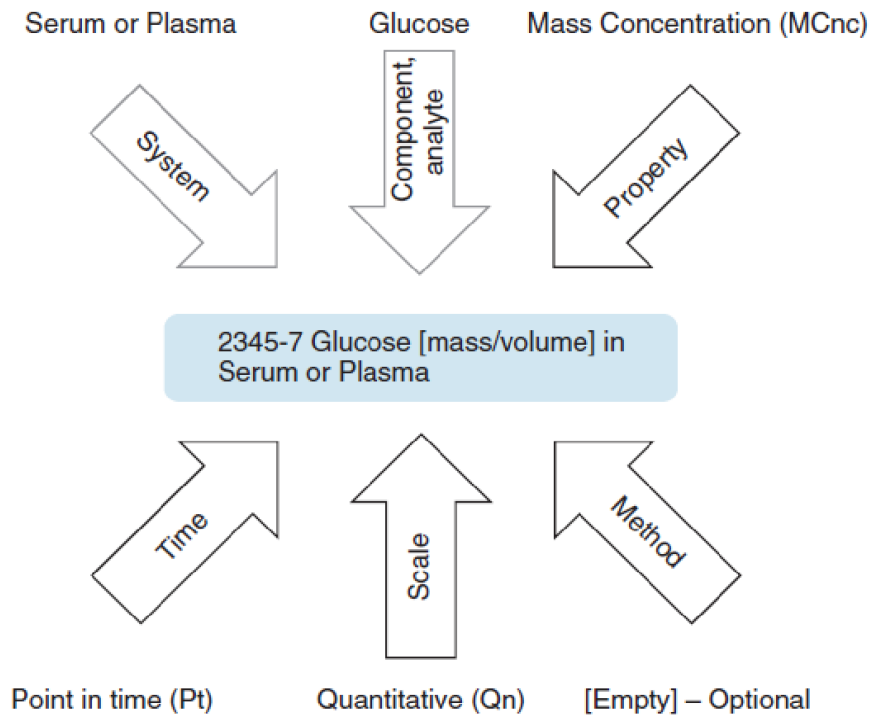 Serum or Plasma
Glucose
Mass Concentration (MCnc)
System
Component,
analyte
Property
2345-7 Glucose [mass/volume] in
Serum or Plasma
Time
Scale
Method
Point in time (Pt)
Quantitative (Qn)
[Empty] – Optional